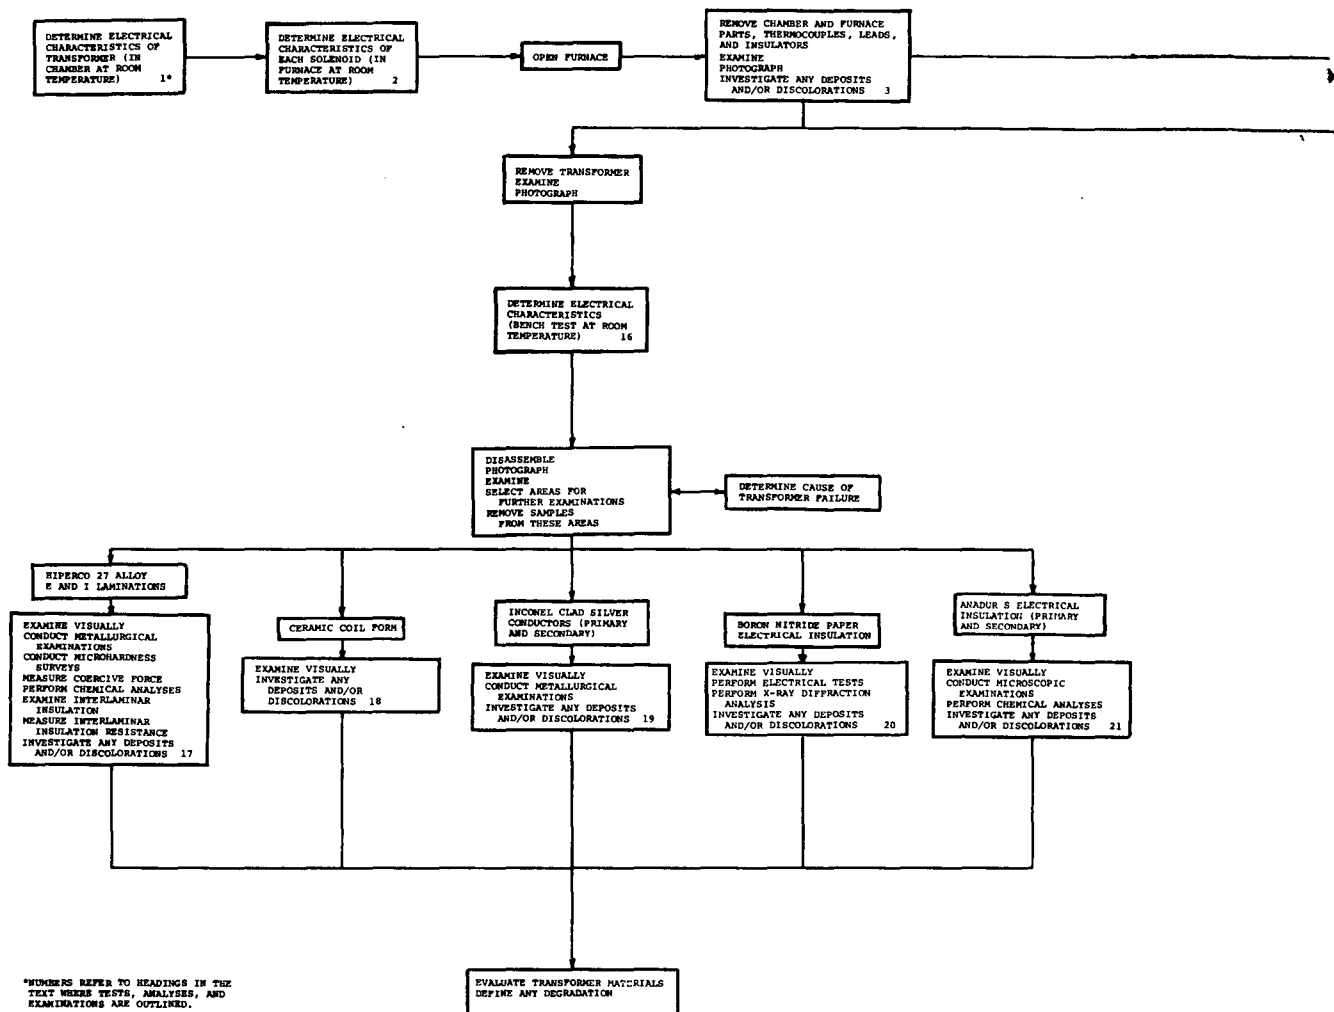 DETERMINE ELECTRICAL
CHARACTERISTICS OF
TRANSFORMER (IN
CHAMBER AT ROOM
TEMPERATURE) 1*
DETERMINE ELECTRICAL
CHARACTERISTICS OF
EACH SOLENOID (IN
FURNACE AT ROOM
TEMPERATURE) 2
OPEN FURNACE
REMOVE CHAMBER AND FURNACE
PARTS, THERMOCOUPLES, LEADS,
AND INSULATORS
EXAMINE
PHOTOGRAPH
INVESTIGATE ANY DEPOSITS
AND/OR DISCOLORATIONS 3
REMOVE TRANSFORMER
EXAMINE
PHOTOGRAPH
DETERMINE ELECTRICAL
CHARACTERISTICS
(BENCH TEST AT ROOM
TEMPERATURE) 16
DISASSEMBLE
PHOTOGRAPH
EXAMINE
SELECT AREAS FOR
FURTHER EXAMINATIONS
REMOVE SAMPLES
FROM THESE AREAS
DETERMINE CAUSE OF
TRANSFORMER FAILURE
HIPERCO 27 ALLOY
E AND I LAMINATIONS
EXAMINE VISUALLY
CONDUCT METALLURGICAL
EXAMINATIONS
CONDUCT MICROHARDNESS
SURVEYS
MEASURE COERCIVE FORCE
PERFORM CHEMICAL ANALYSES
EXAMINE INTERLAMINAR
INSULATION
MEASURE INTERLAMINAR
INSULATION RESISTANCE
INVESTIGATE ANY DEPOSITS
AND/OR DISCOLORATIONS 17
CERAMIC COIL FORM
EXAMINE VISUALLY
INVESTIGATE ANY
DEPOSITS AND/OR
DISCOLORATIONS 18
INCONEL CLAD SILVER
CONDUCTORS (PRIMARY
AND SECONDARY)
EXAMINE VISUALLY
CONDUCT METALLURGICAL
EXAMINATIONS
INVESTIGATE ANY DEPOSITS
AND/OR DISCOLORATIONS 19
BORON NITRIDE PAPER
ELECTRICAL INSULATION
EXAMINE VISUALLY
PERFORM ELECTRICAL TESTS
PERFORM X-RAY DIFFRACTION
ANALYSIS
INVESTIGATE ANY DEPOSITS
AND/OR DISCOLORATIONS 20
ANADUR S ELECTRICAL
INSULATION (PRIMARY
AND SECONDARY)
EXAMINE VISUALLY
CONDUCT MICROSCOPIC
EXAMINATIONS
PERFORM CHEMICAL ANALYSES
INVESTIGATE ANY DEPOSITS
AND/OR DISCOLORATIONS 21
*NUMBERS REFER TO HEADINGS IN THE
TEXT WHERE TESTS, ANALYSES, AND
EXAMINATIONS ARE OUTLINED.
EVALUATE TRANSFORMER MATERIALS
DEFINE ANY DEGRADATION